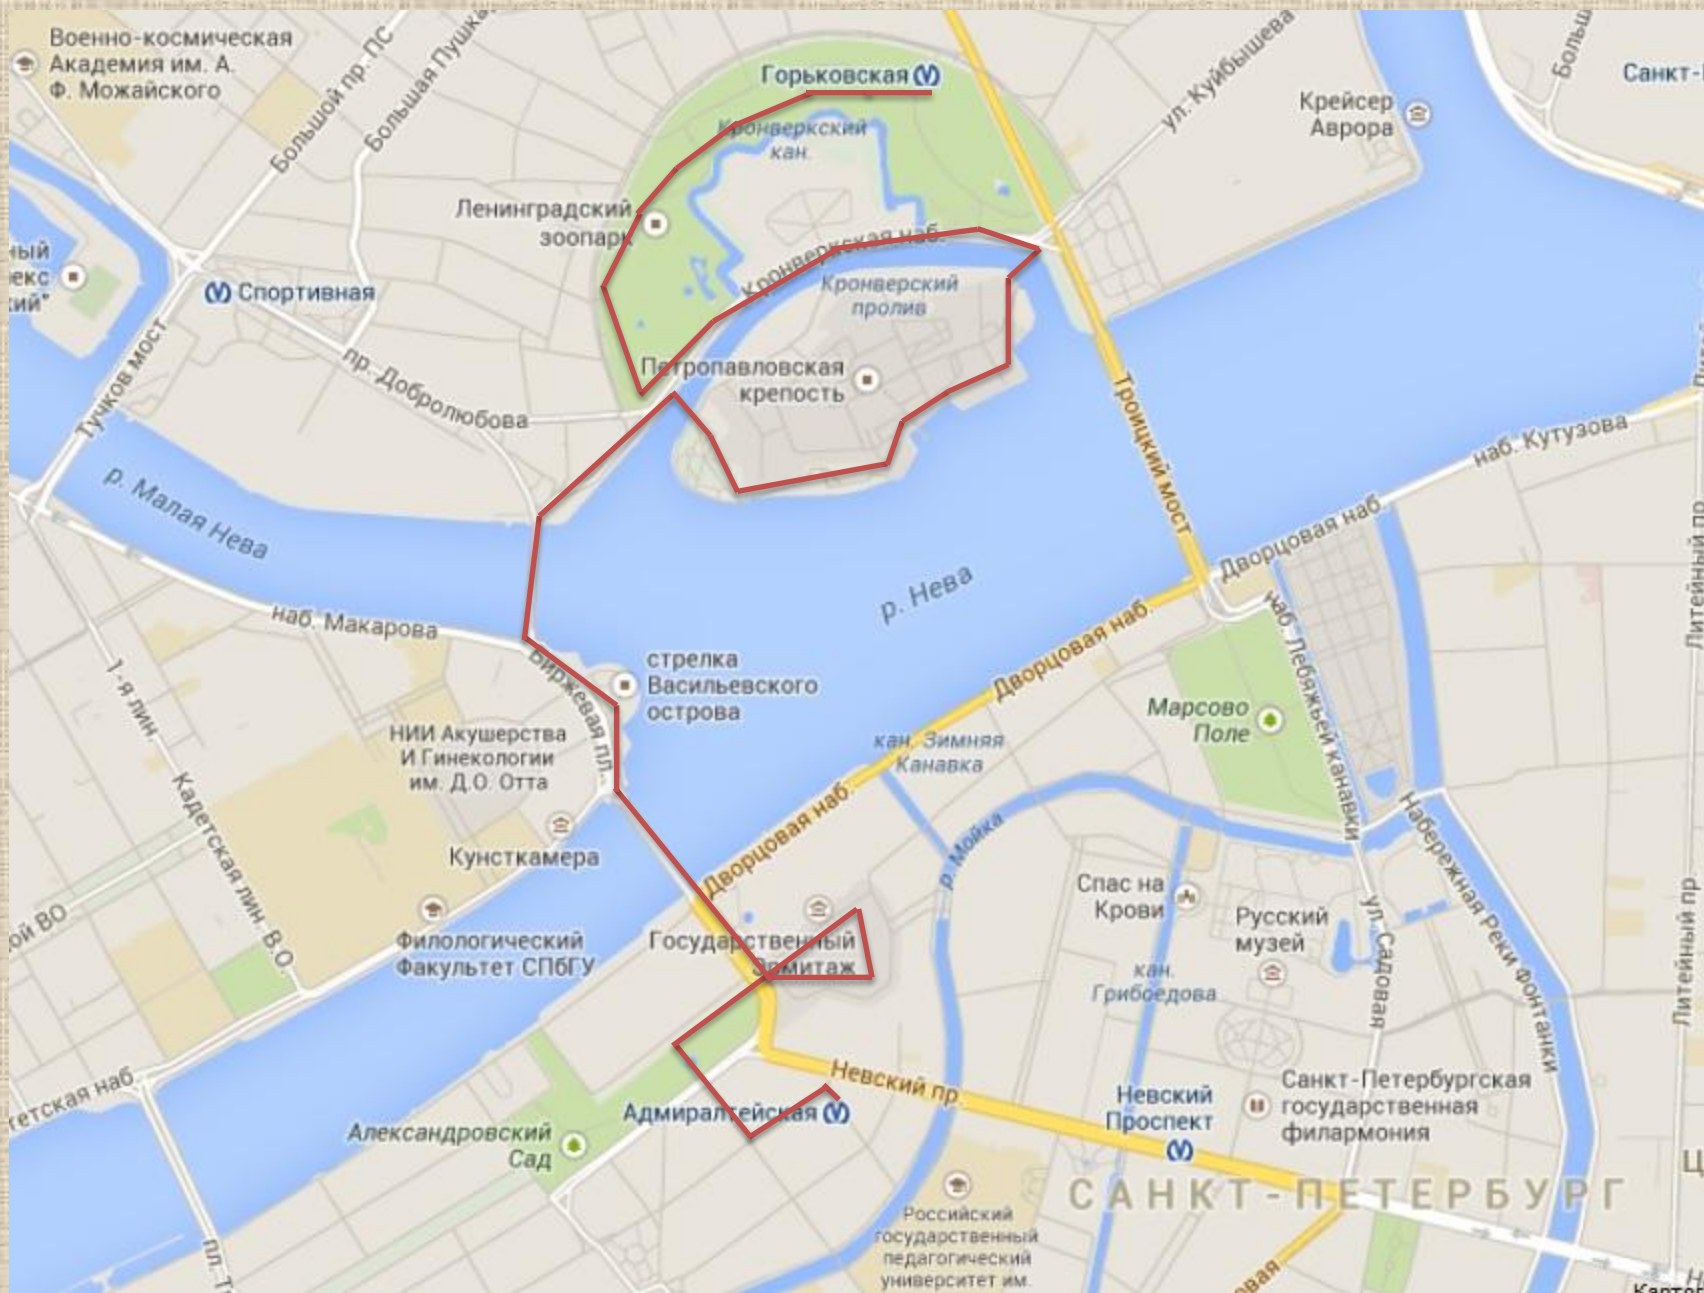 Военно-космическая
Академия им. А.
Ф. Можайского
Большой пр. ПС
Большая
Горьковская
Кронверкский
кан.
ул. Куйбышева
Крейсер
Аврора
Ленинградский
зоопарк
Спортивная
Кронверкская наб.
Кронверский
пролив
Петропавловская
крепость
Тучков мост
пр. Добролюбова
Троицкий мост
наб. Кутузова
р. Малая Нева
Дворцовая наб.
Литейный пр.
наб. Макарова
р. Нева
наб. Лебяжьей канавки
1-я лин.
Биржевая пл.
стрелка
Васильевского
острова
Дворцовая наб.
Марсово
Поле
НИИ Акушерства
И Гинекологии
им. Д.О. Отта
кан. Зимняя
Канавка
Кадетская лин. В.О.
Дворцовая наб.
Кунсткамера
р. Мойка
Набережная Реки Фонтанки
Спас на
Крови
Русский
музей
ул. Садовая
Литейный пр.
Филологический
Факультет СПбГУ
Государственный
Эрмитаж
кан.
Грибоедова
Невский пр.
Адмиралтейская
Невский
Проспект
Санкт-Петербургская
государственная
филармония
Александровский
Сад
САНКТ-ПЕТЕРБУРГ
Российский
государственный
педагогический
университет им.